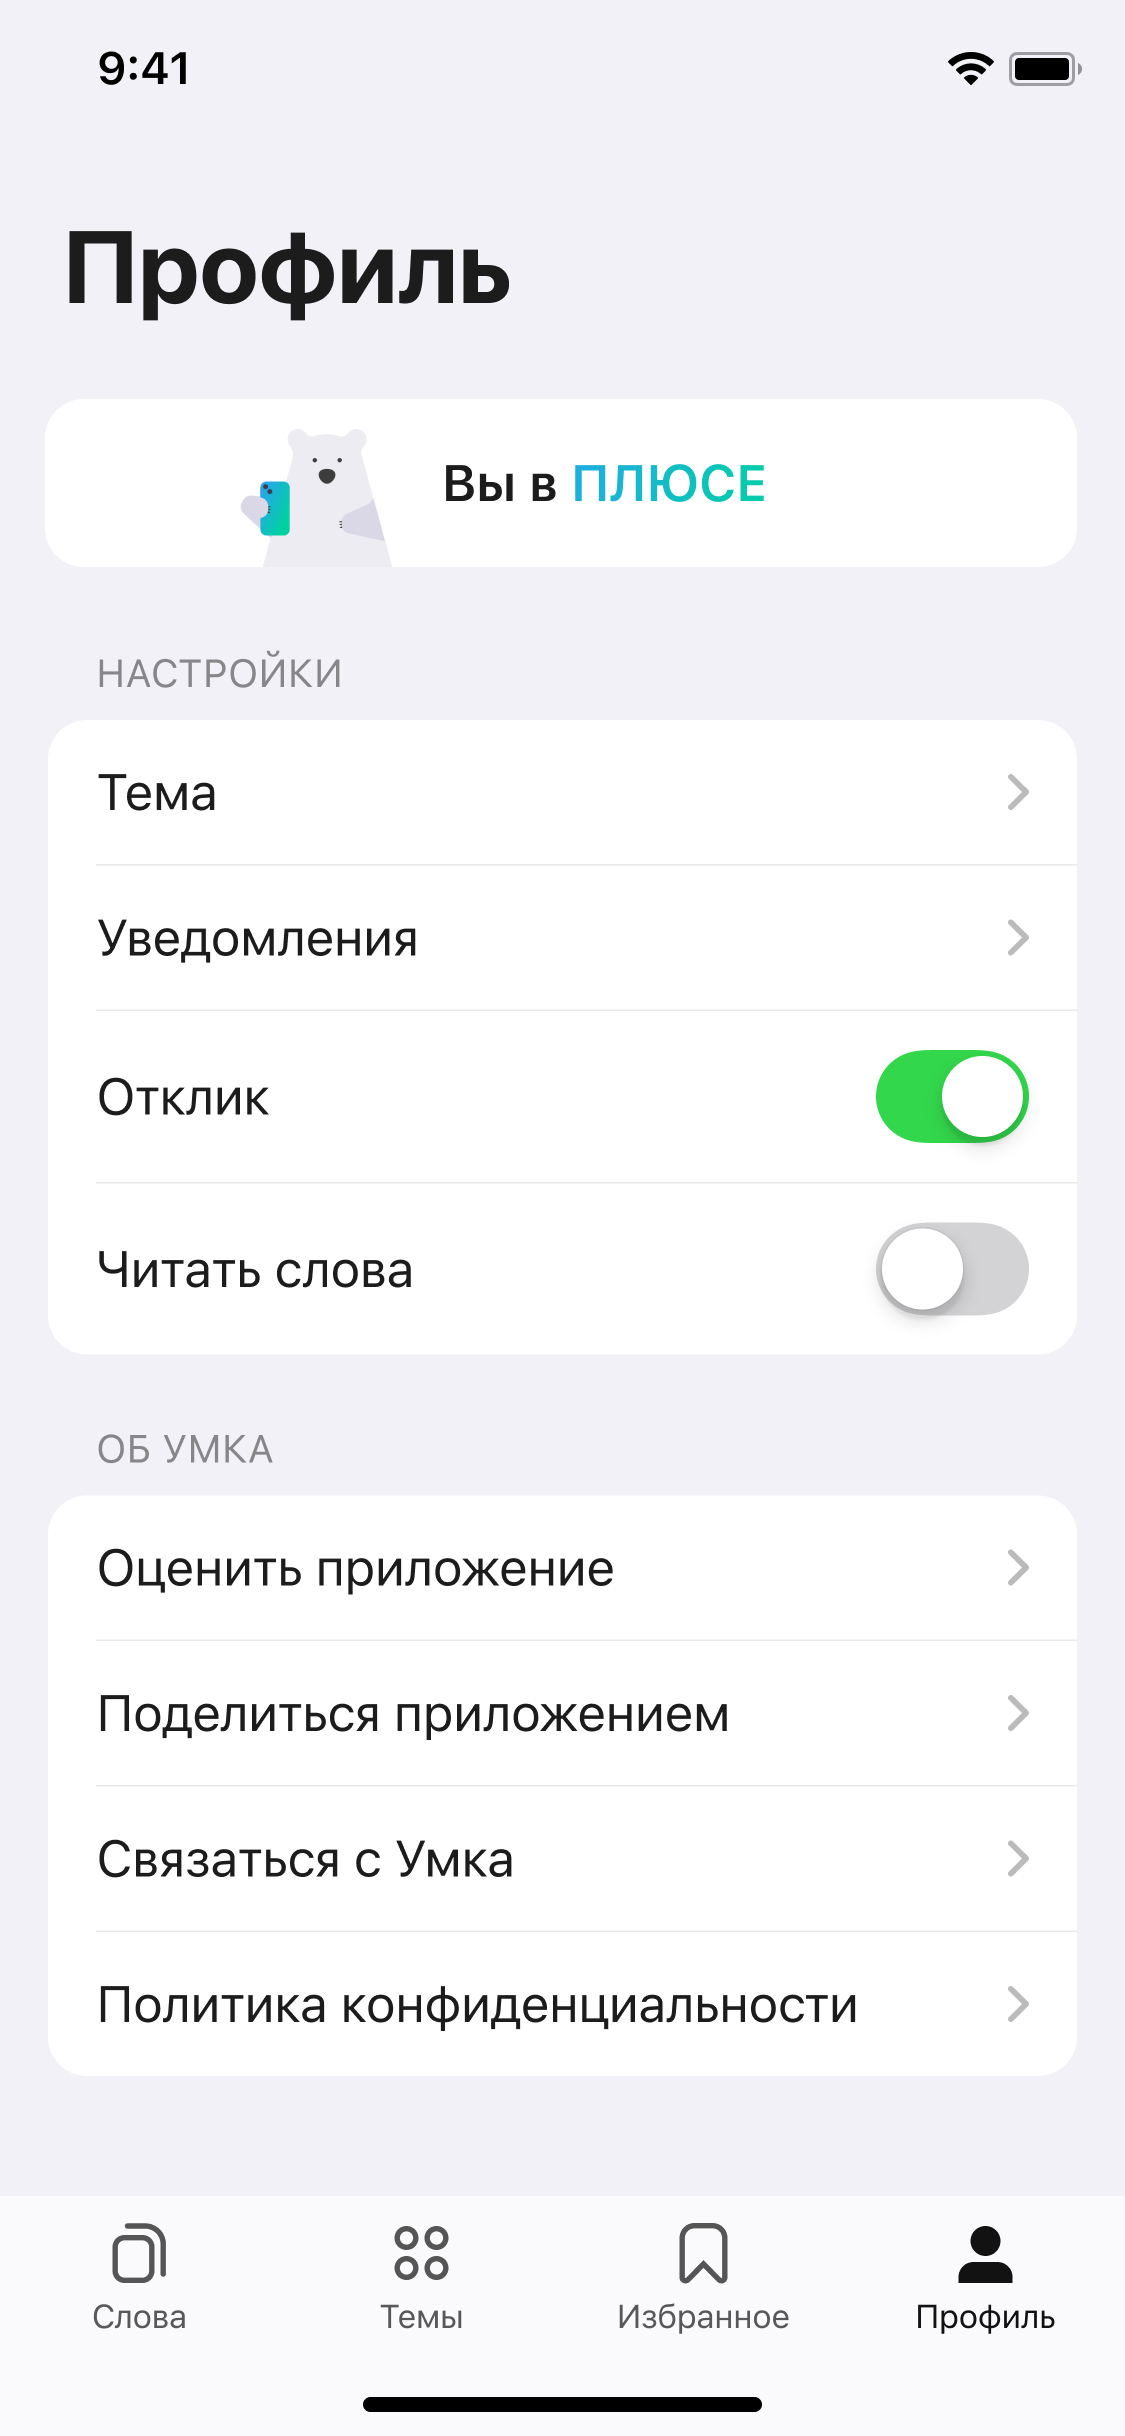 9:41
Профиль
Вы в ПЛЮСЕ
НАСТРОЙКИ
Тема
Уведомления
Отклик
Читать слова
ОБ УМКА
Оценить приложение
Поделиться приложением
Связаться с Умка
Политика конфиденциальности
Слова
Темы
Избранное
Профиль